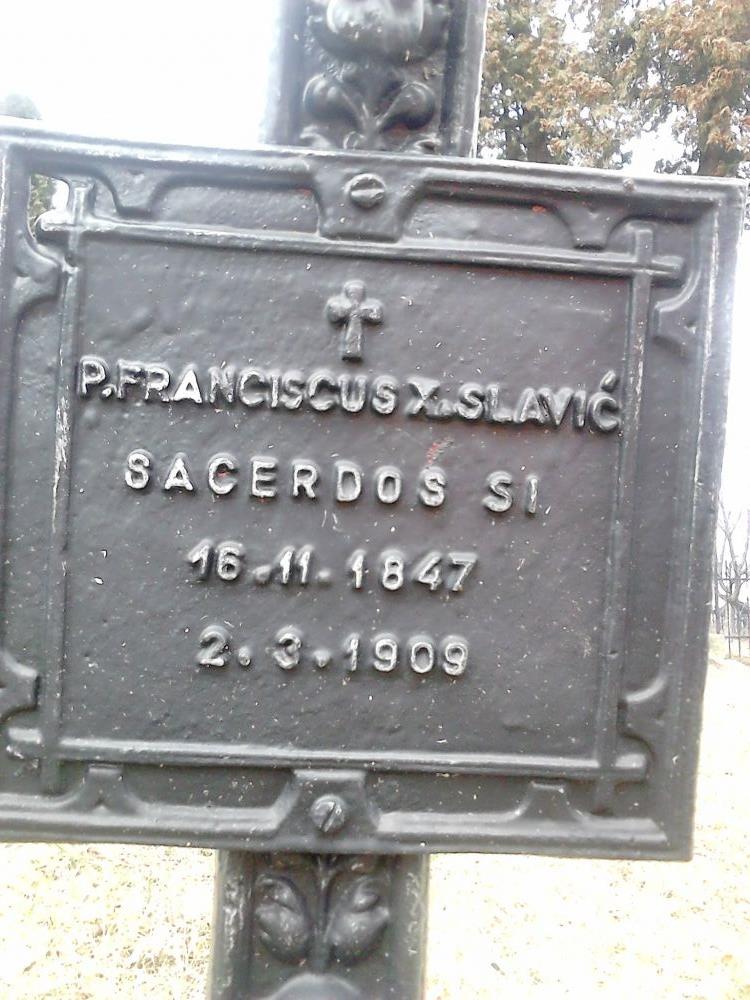 P. FRANCISCUS X. SLAVIĆ
SACERDOS SI
16.11.1847
2.3.1909